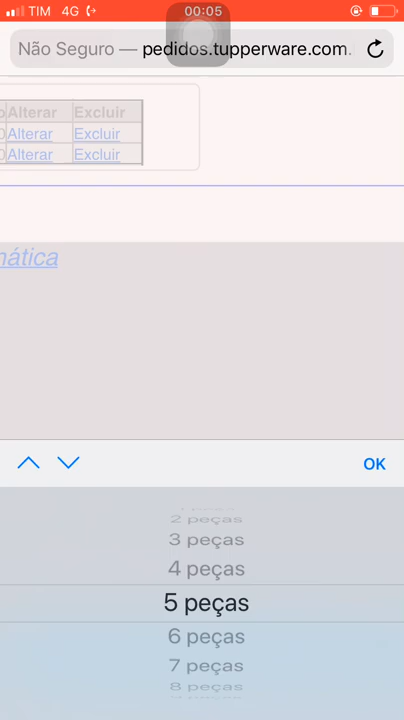 TIM 4G 00:05
Não Seguro — pedidos.tupperware.com.
Alterar Excluir
Alterar Excluir
Alterar Excluir
mática
OK
2 peças
3 peças
4 peças
5 peças
6 peças
7 peças
8 peças